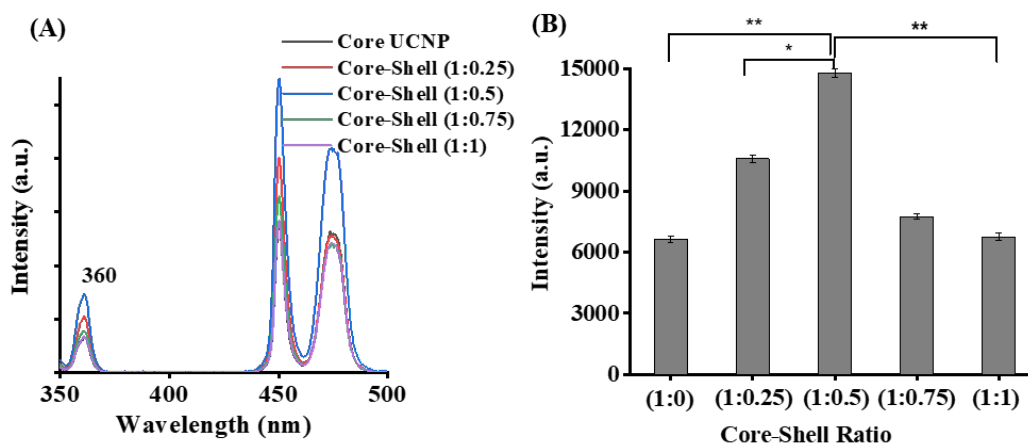 (A)
Core UCNP
Core-Shell (1:0.25)
Core-Shell (1:0.5)
Core-Shell (1:0.75)
Core-Shell (1:1)
Intensity (a.u.)
360
350
400
450
500
Wavelength (nm)
(B)
**
*
**
Intensity (a.u.)
15000
12000
9000
6000
3000
0
(1:0)
(1:0.25)
(1:0.5)
(1:0.75)
(1:1)
Core-Shell Ratio